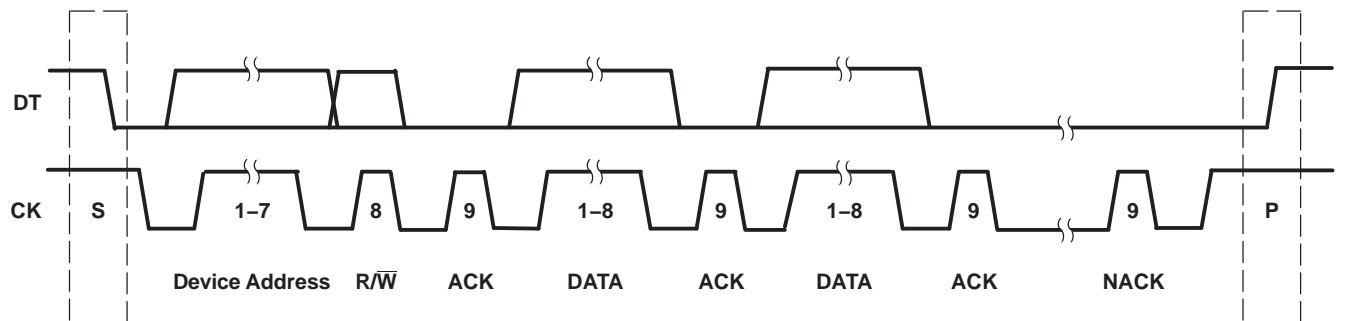 DT
CK S 1–7 8 9 1–8 9 1–8 9 9 P
Device Address R/W̅ ACK DATA ACK DATA ACK NACK